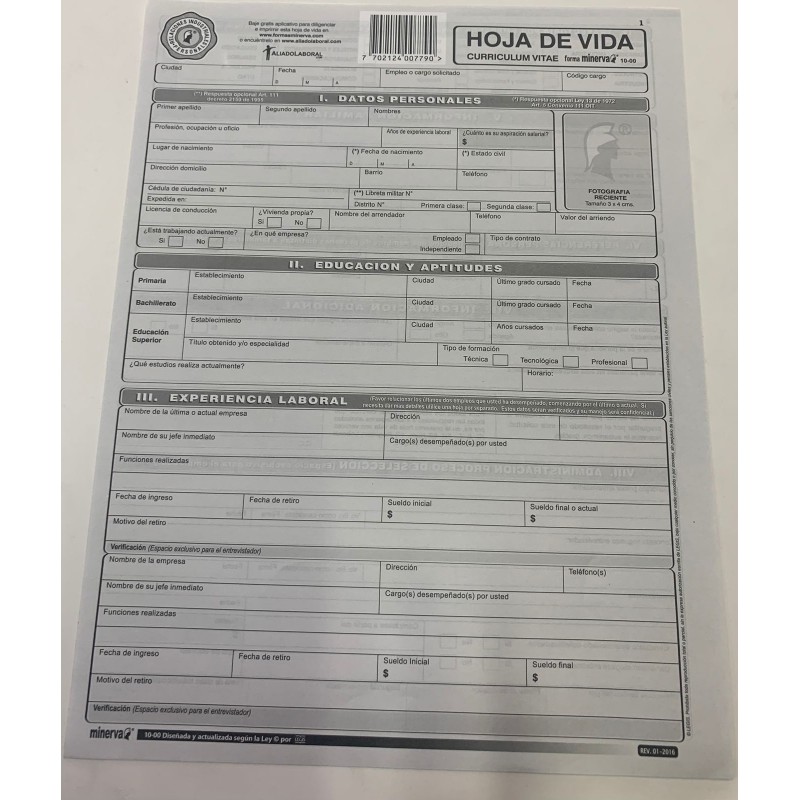 Baje gratis aplicativo para diligenciar
e imprimir esta hoja de vida en
www.formasminerva.com
o encuéntrelo en www.aliadolaboral.com
ALIADOLABORAL
7 702124 007790 >
1
HOJA DE VIDA
CURRICULUM VITAE forma minerva 10-00
RELACIONES INDUSTRIALES
PERSONAL
Ciudad Fecha D M A Empleo o cargo solicitado Código cargo
(**) Respuesta opcional Art. 111
decreto 2150 de 1995
I. DATOS PERSONALES
(*) Respuesta opcional Ley 13 de 1972
Art. 6 Convenio 111 OIT
Primer apellido Segundo apellido Nombres
Profesión, ocupación u oficio Años de experiencia laboral ¿Cuánto es su aspiración salarial?
$
Lugar de nacimiento (*) Fecha de nacimiento (*) Estado civil
D M A
Dirección domicilio Barrio Teléfono
®
FOTOGRAFIA
RECIENTE
Tamaño 3 x 4 cms.
Cédula de ciudadanía: N° (**) Libreta militar N°
Expedida en: Distrito N° Primera clase: Segunda clase:
Licencia de conducción ¿Vivienda propia? Nombre del arrendador Teléfono Valor del arriendo
Si No
¿Está trabajando actualmente? ¿En qué empresa? Empleado Tipo de contrato
Si No Independiente
II. EDUCACION Y APTITUDES
Primaria Establecimiento Ciudad Último grado cursado Fecha
Bachillerato Establecimiento Ciudad Último grado cursado Fecha
Educación
Superior
Establecimiento Ciudad Años cursados Fecha
Título obtenido y/o especialidad Tipo de formación
Técnica Tecnológica Profesional
¿Qué estudios realiza actualmente? Horario:
III. EXPERIENCIA LABORAL
(Favor relacionar los últimos dos empleos que usted ha desempeñado, comenzando por el último o actual. Si
necesita dar mas detalles utilice una hoja por separado. Estos datos serán verificados y su manejo será confidencial.)
Nombre de la última o actual empresa Dirección
Nombre de su jefe inmediato Cargo(s) desempeñado(s) por usted
Funciones realizadas
Fecha de ingreso Fecha de retiro Sueldo inicial Sueldo final o actual
$ $
Motivo del retiro
Verificación (Espacio exclusivo para el entrevistador)
Nombre de la empresa Dirección Teléfono(s)
Nombre de su jefe inmediato Cargo(s) desempeñado(s) por usted
Funciones realizadas
Fecha de ingreso Fecha de retiro Sueldo Inicial Sueldo final
$ $
Motivo del retiro
Verificación (Espacio exclusivo para el entrevistador)
minerva 10-00 Diseñada y actualizada según la Ley © por
REV. 01-2016